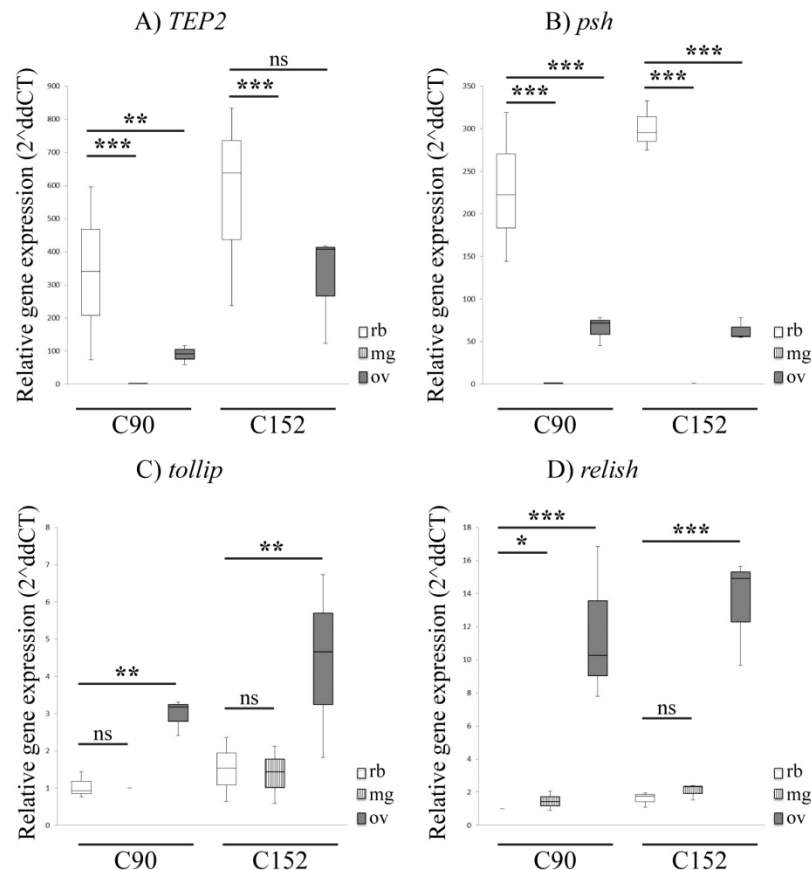 A) TEP2
Relative gene expression (2^ddCT)
900
800
700
600
500
400
300
200
100
0
**
***
***
ns
rb
mg
ov
C90
C152
B) psh
Relative gene expression (2^ddCT)
350
300
250
200
150
100
50
0
***
***
***
***
rb
mg
ov
C90
C152
C) tollip
Relative gene expression (2^ddCT)
8
7
6
5
4
3
2
1
0
**
ns
**
ns
rb
mg
ov
C90
C152
D) relish
Relative gene expression (2^ddCT)
18
16
14
12
10
8
6
4
2
0
***
*
***
ns
rb
mg
ov
C90
C152